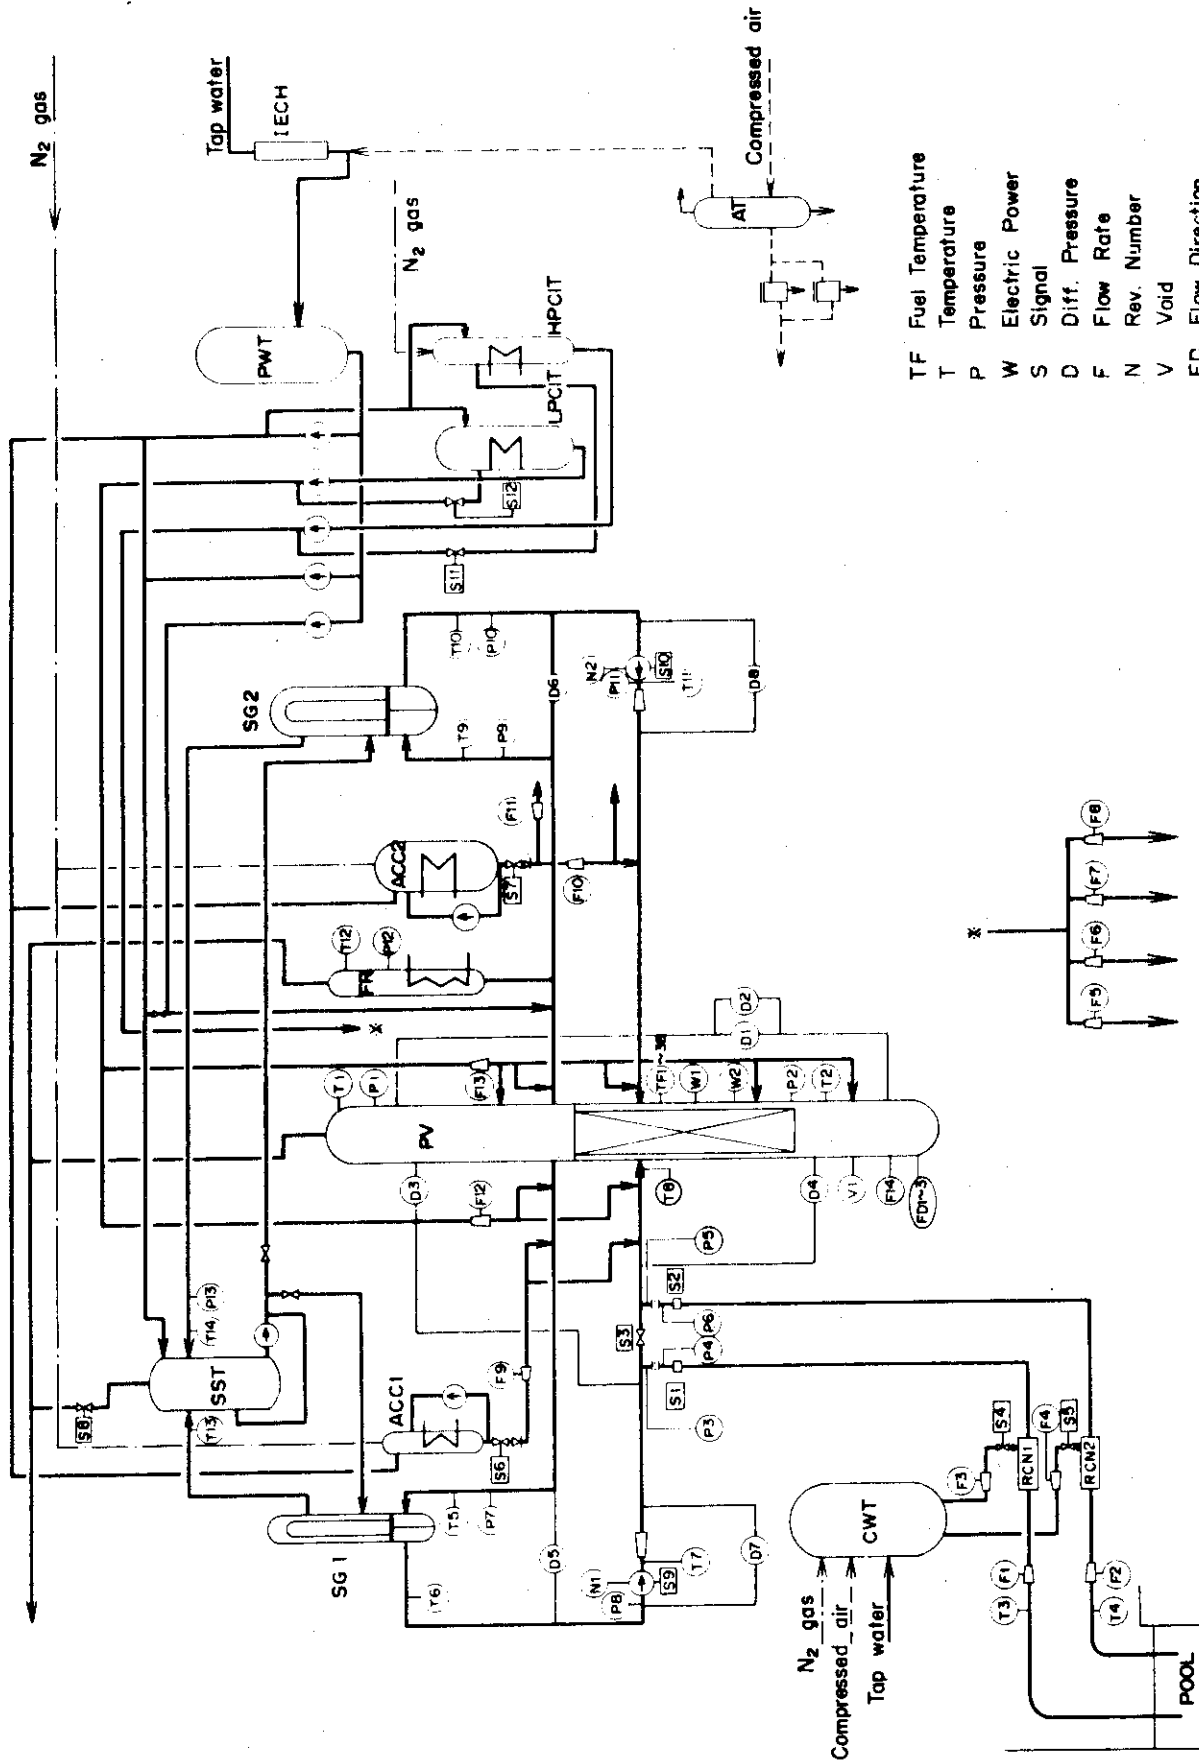 N2 gas
Tap water
IECH
N2 gas
PWT
HPCIT
LPCIT
S12
S11
AT
Compressed air
SG2
T10
P10
T9
P9
D6
N2
P11
S10
T11
D8
ACC2
S7
F11
F10
FR
T12
P12
*
T1
P1
F13
PV
TF1~38
W1
W2
P2
T2
D1
D2
D3
F12
T8
D4
V1
F14
FD1~3
P5
S2
P6
S3
P4
S1
P3
SST
T14
P13
T13
S8
ACC1
F9
S6
SG1
T5
P7
T6
D5
N1
P8
S9
T7
D7
*
F5
F6
F7
F8
CWT
N2 gas
Compressed air
Tap water
F3
S4
F4
S5
RCN1
RCN2
F1
T3
F2
T4
POOL
TF Fuel Temperature
T Temperature
P Pressure
W Electric Power
S Signal
D Diff. Pressure
F Flow Rate
N Rev. Number
V Void
FD Flow Direction